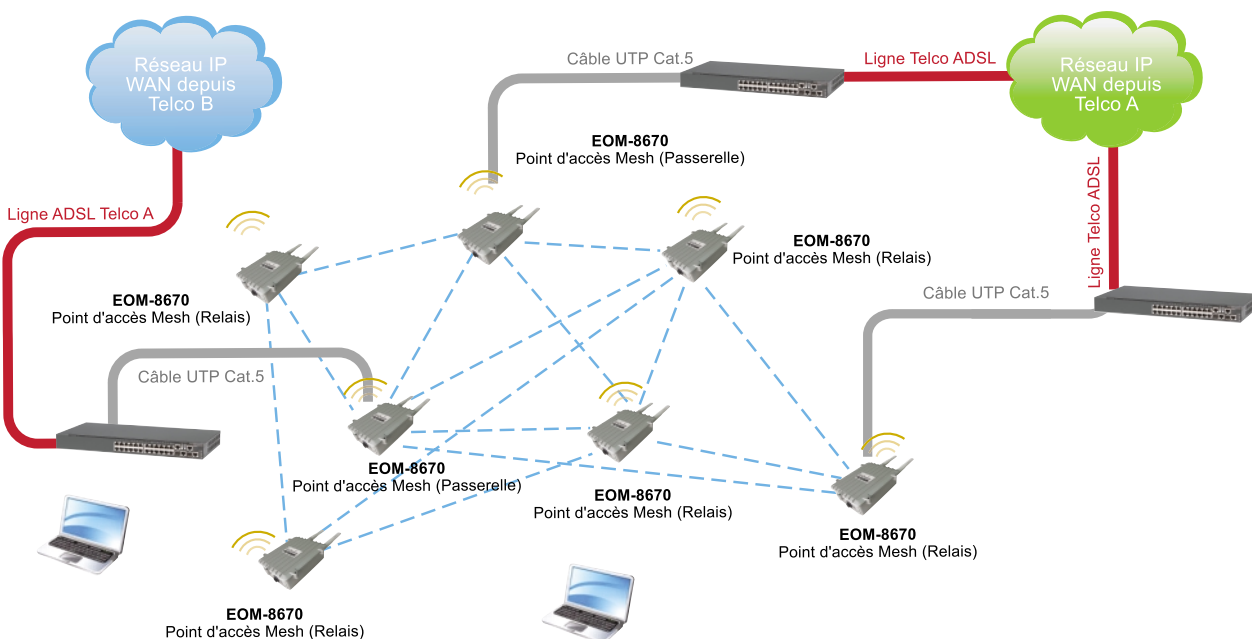 Réseau IP
WAN depuis
Telco B
Câble UTP Cat.5
Ligne Telco ADSL
Réseau IP
WAN depuis
Telco A
EOM-8670
Point d'accès Mesh (Passerelle)
Ligne Telco ADSL
Ligne ADSL Telco A
EOM-8670
Point d'accès Mesh (Relais)
EOM-8670
Point d'accès Mesh (Relais)
Câble UTP Cat.5
Câble UTP Cat.5
EOM-8670
Point d'accès Mesh (Passerelle)
EOM-8670
Point d'accès Mesh (Relais)
EOM-8670
Point d'accès Mesh (Relais)
EOM-8670
Point d'accès Mesh (Relais)